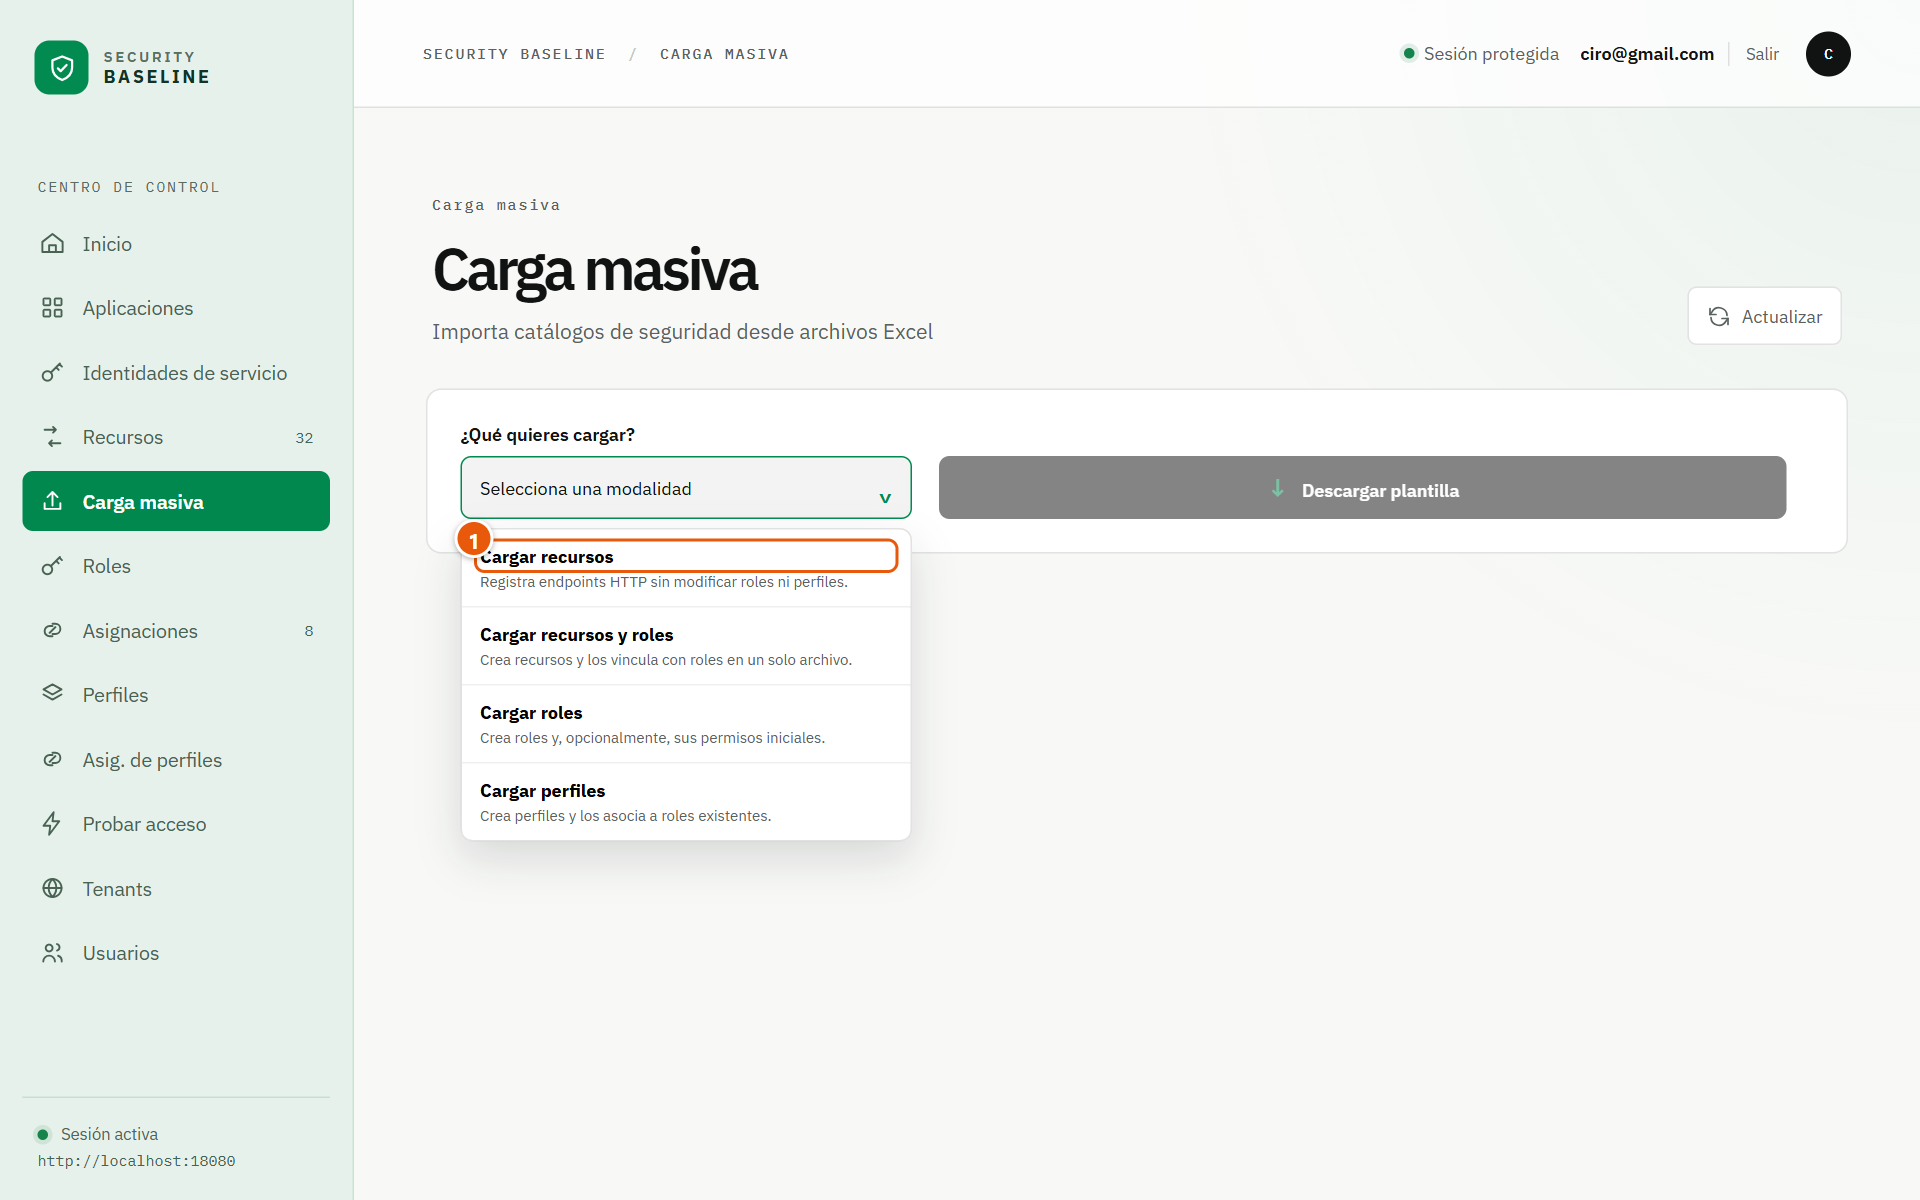 SECURITY
BASELINE
CENTRO DE CONTROL
Inicio
Aplicaciones
Identidades de servicio
Recursos 32
Carga masiva
Roles
Asignaciones 8
Perfiles
Asig. de perfiles
Probar acceso
Tenants
Usuarios
Sesión activa
http://localhost:18080
SECURITY BASELINE / CARGA MASIVA
Sesión protegida ciro@gmail.com Salir C
Carga masiva
Carga masiva
Importa catálogos de seguridad desde archivos Excel
Actualizar
¿Qué quieres cargar?
Selecciona una modalidad
Descargar plantilla
1
Cargar recursos
Registra endpoints HTTP sin modificar roles ni perfiles.
Cargar recursos y roles
Crea recursos y los vincula con roles en un solo archivo.
Cargar roles
Crea roles y, opcionalmente, sus permisos iniciales.
Cargar perfiles
Crea perfiles y los asocia a roles existentes.